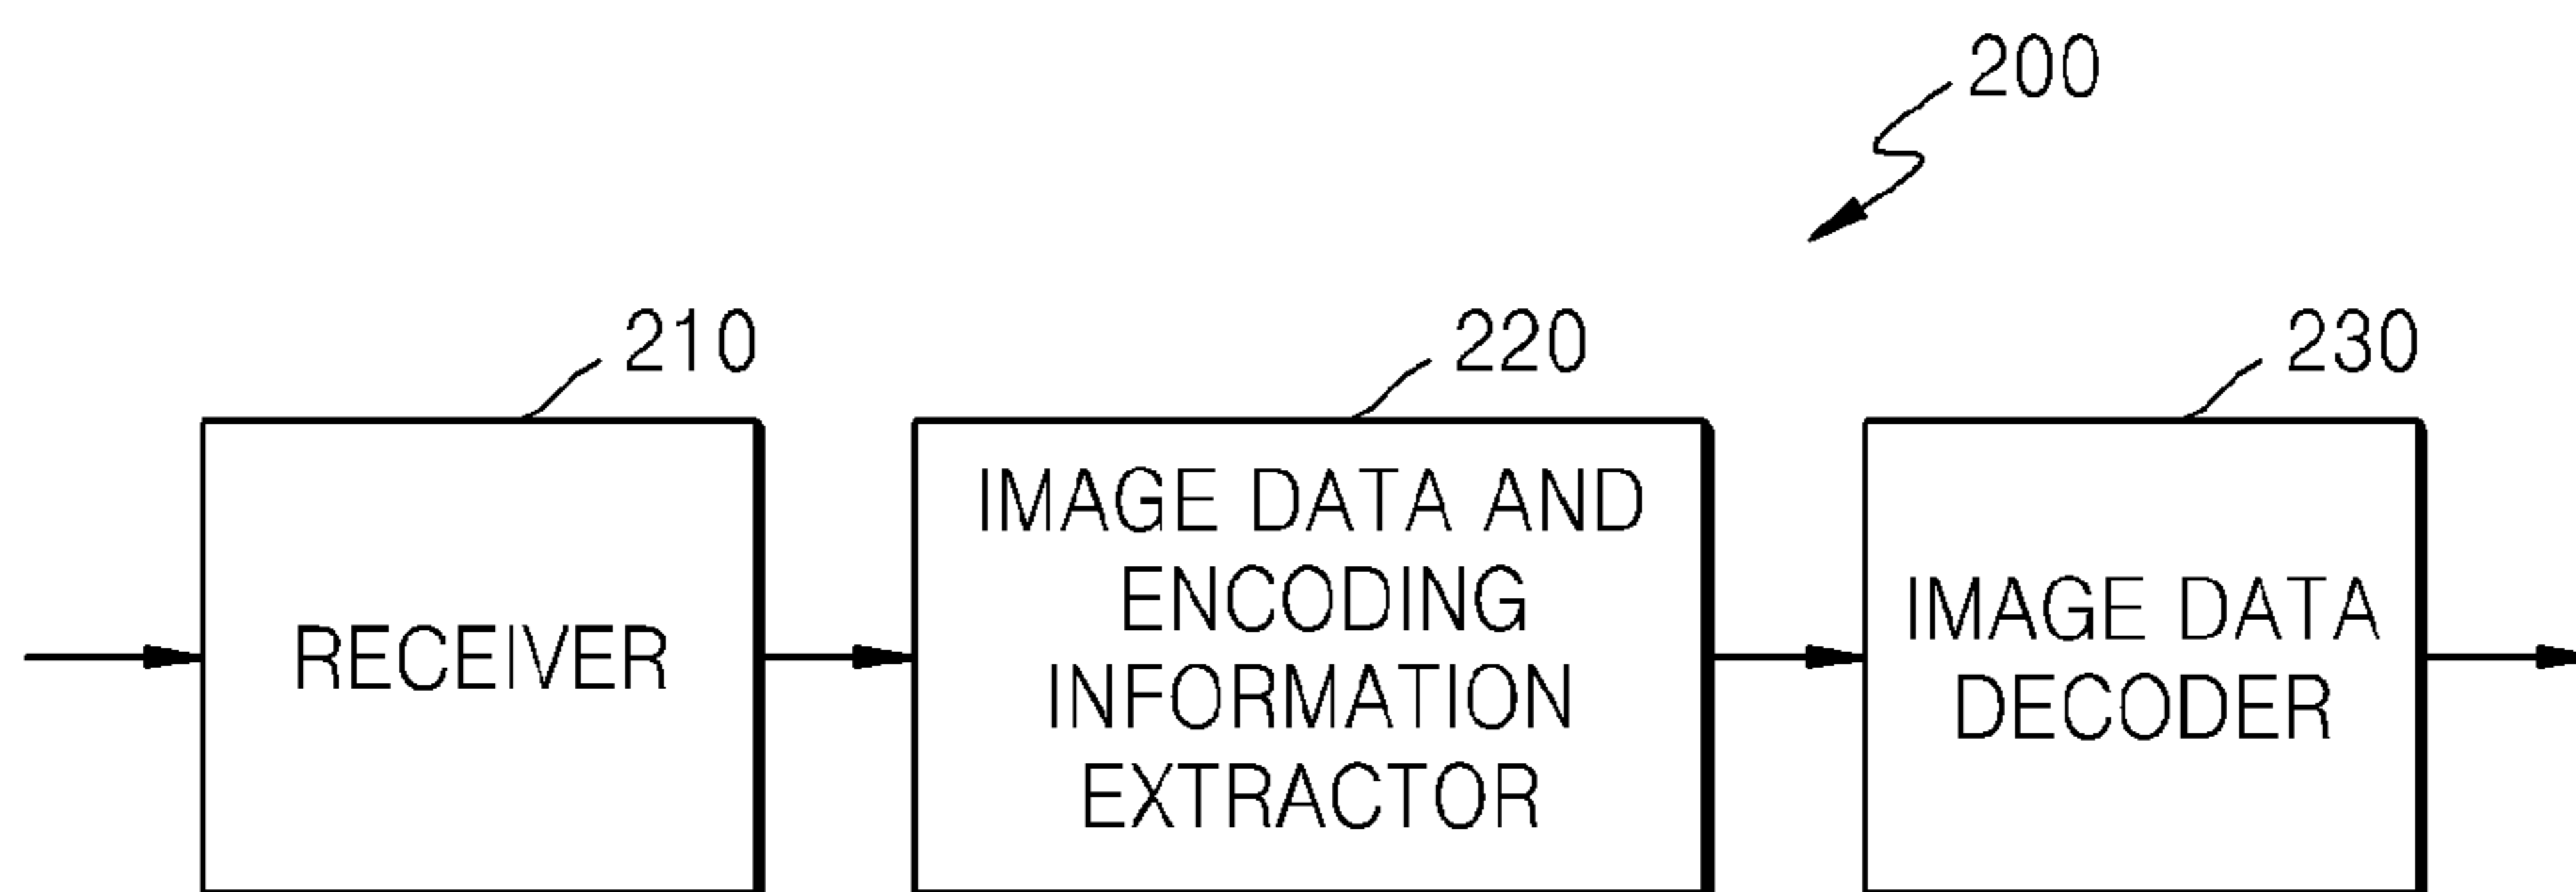 200
210
220
230
RECEIVER
IMAGE DATA AND
ENCODING
INFORMATION
EXTRACTOR
IMAGE DATA
DECODER